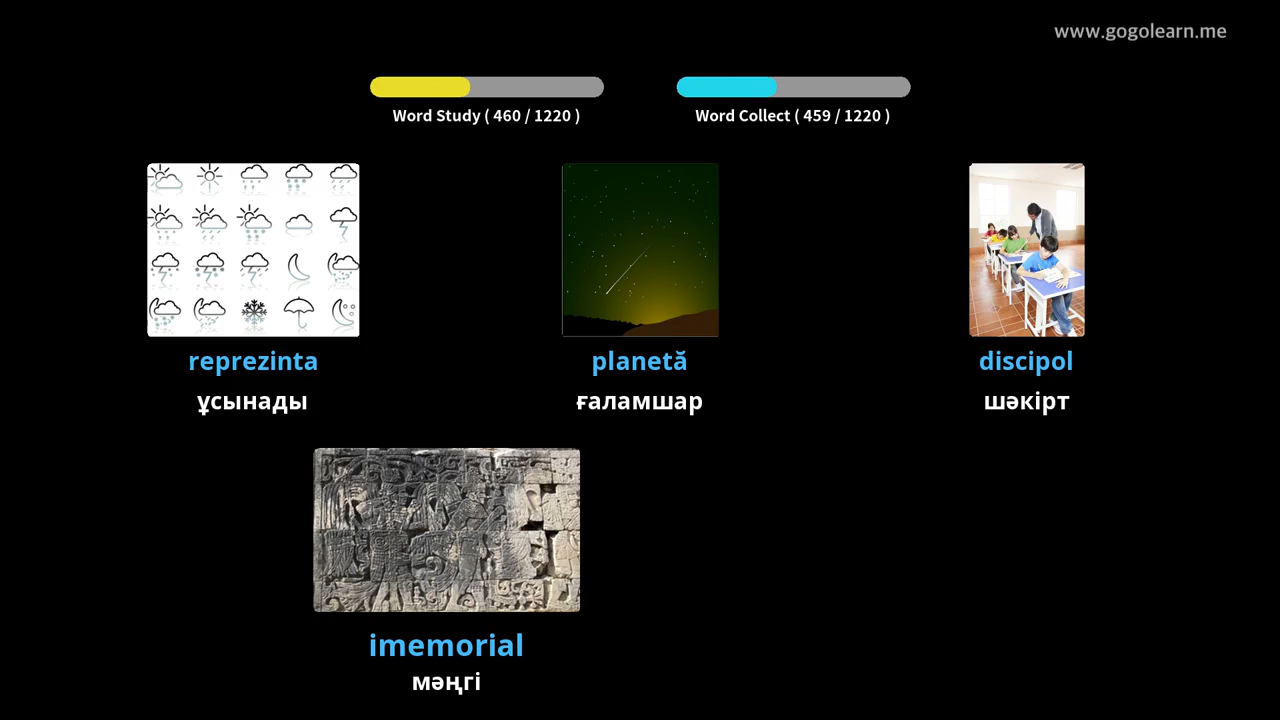 www.gogolearn.me
Word Study ( 460 / 1220 )
Word Collect ( 459 / 1220 )
reprezinta
planetă
discipol
ұсынады
ғаламшар
шәкірт
imemorial
мәңгі